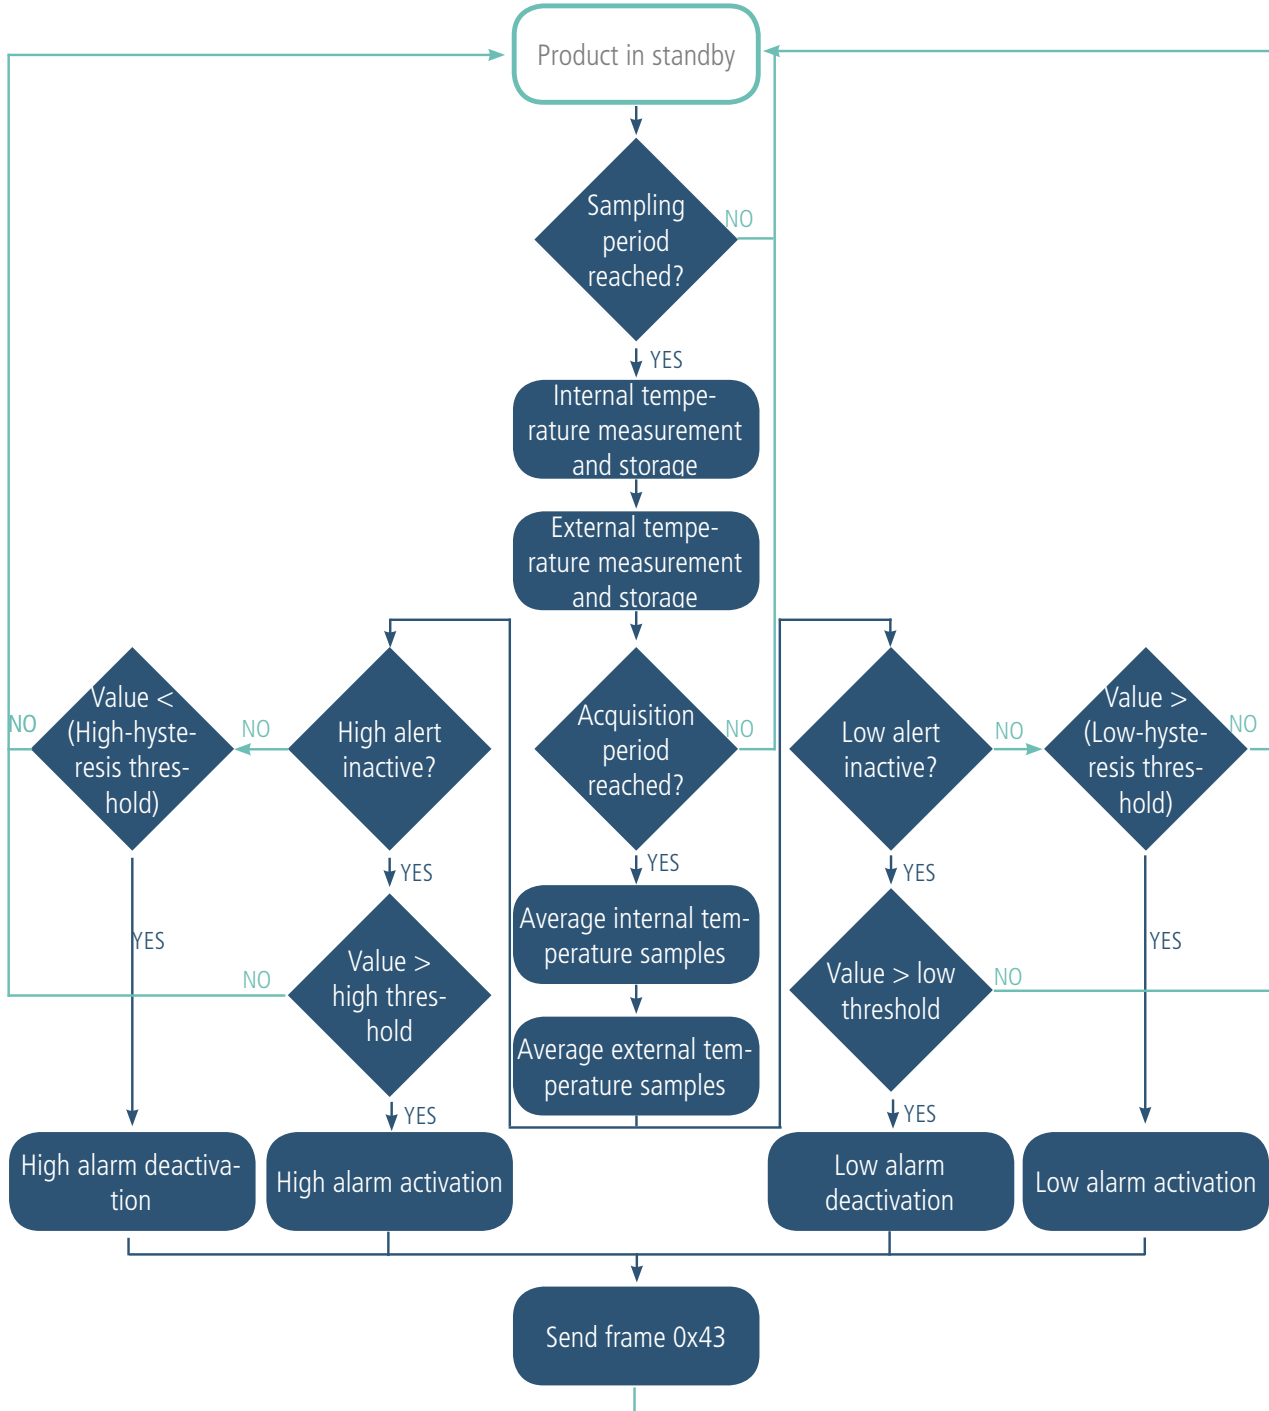 Product in standby
Sampling
period
reached?
NO
YES
Internal tempe-
rature measurement
and storage
External tempe-
rature measurement
and storage
Value <
(High-hyste-
resis thres-
hold)
NO
NO
High alert
inactive?
Acquisition
period
reached?
NO
Low alert
inactive?
NO
Value >
(Low-hyste-
resis thres-
hold)
NO
YES
YES
YES
YES
YES
YES
Average internal tem-
perature samples
NO
Value >
high thres-
hold
Value > low
threshold
NO
Average external tem-
perature samples
YES
YES
High alarm deactiva-
tion
High alarm activation
Low alarm
deactivation
Low alarm activation
Send frame 0x43